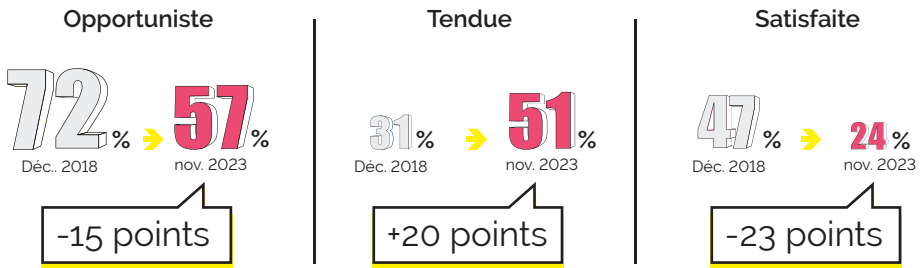 Opportuniste
72 %
57 %
Déc.. 2018
nov. 2023
-15 points
Tendue
31 %
51 %
Déc. 2018
nov. 2023
+20 points
Satisfaite
47 %
24 %
Déc. 2018
nov. 2023
-23 points